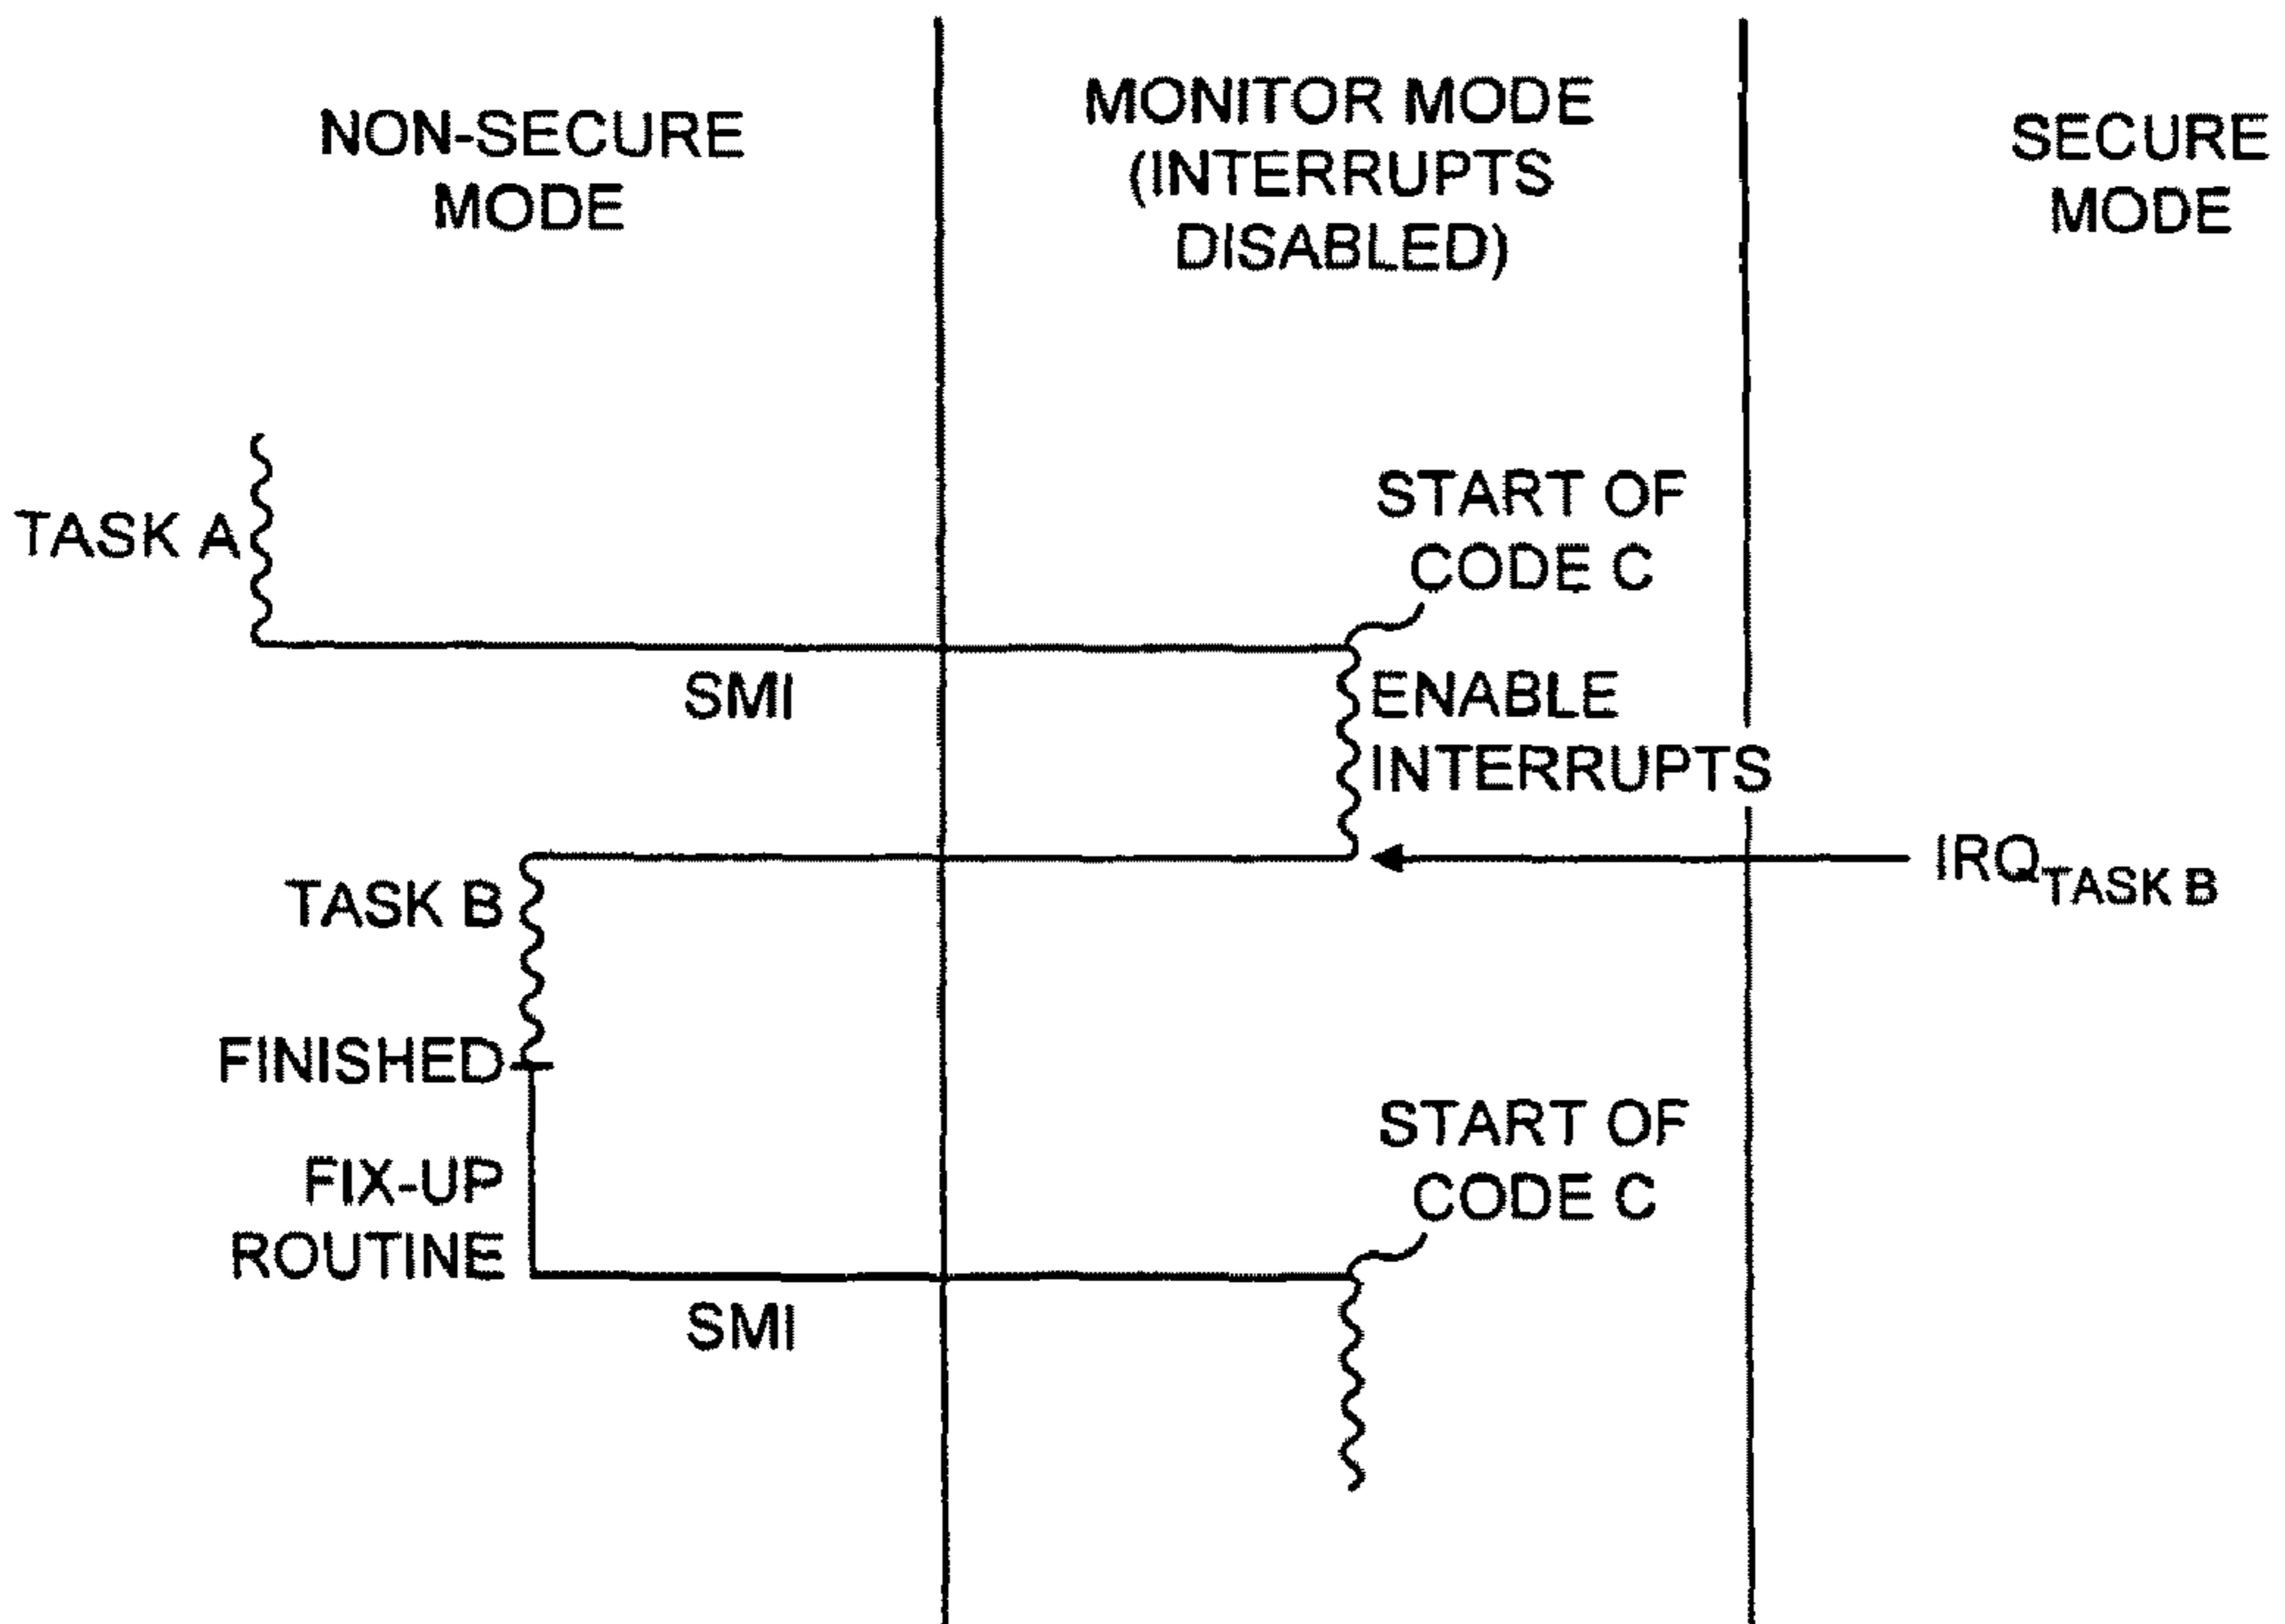 NON-SECURE
MODE
MONITOR MODE
(INTERRUPTS
DISABLED)
SECURE
MODE
TASK A
START OF
CODE C
SMI
ENABLE
INTERRUPTS
IRQTASK B
TASK B
FINISHED
FIX-UP
ROUTINE
START OF
CODE C
SMI